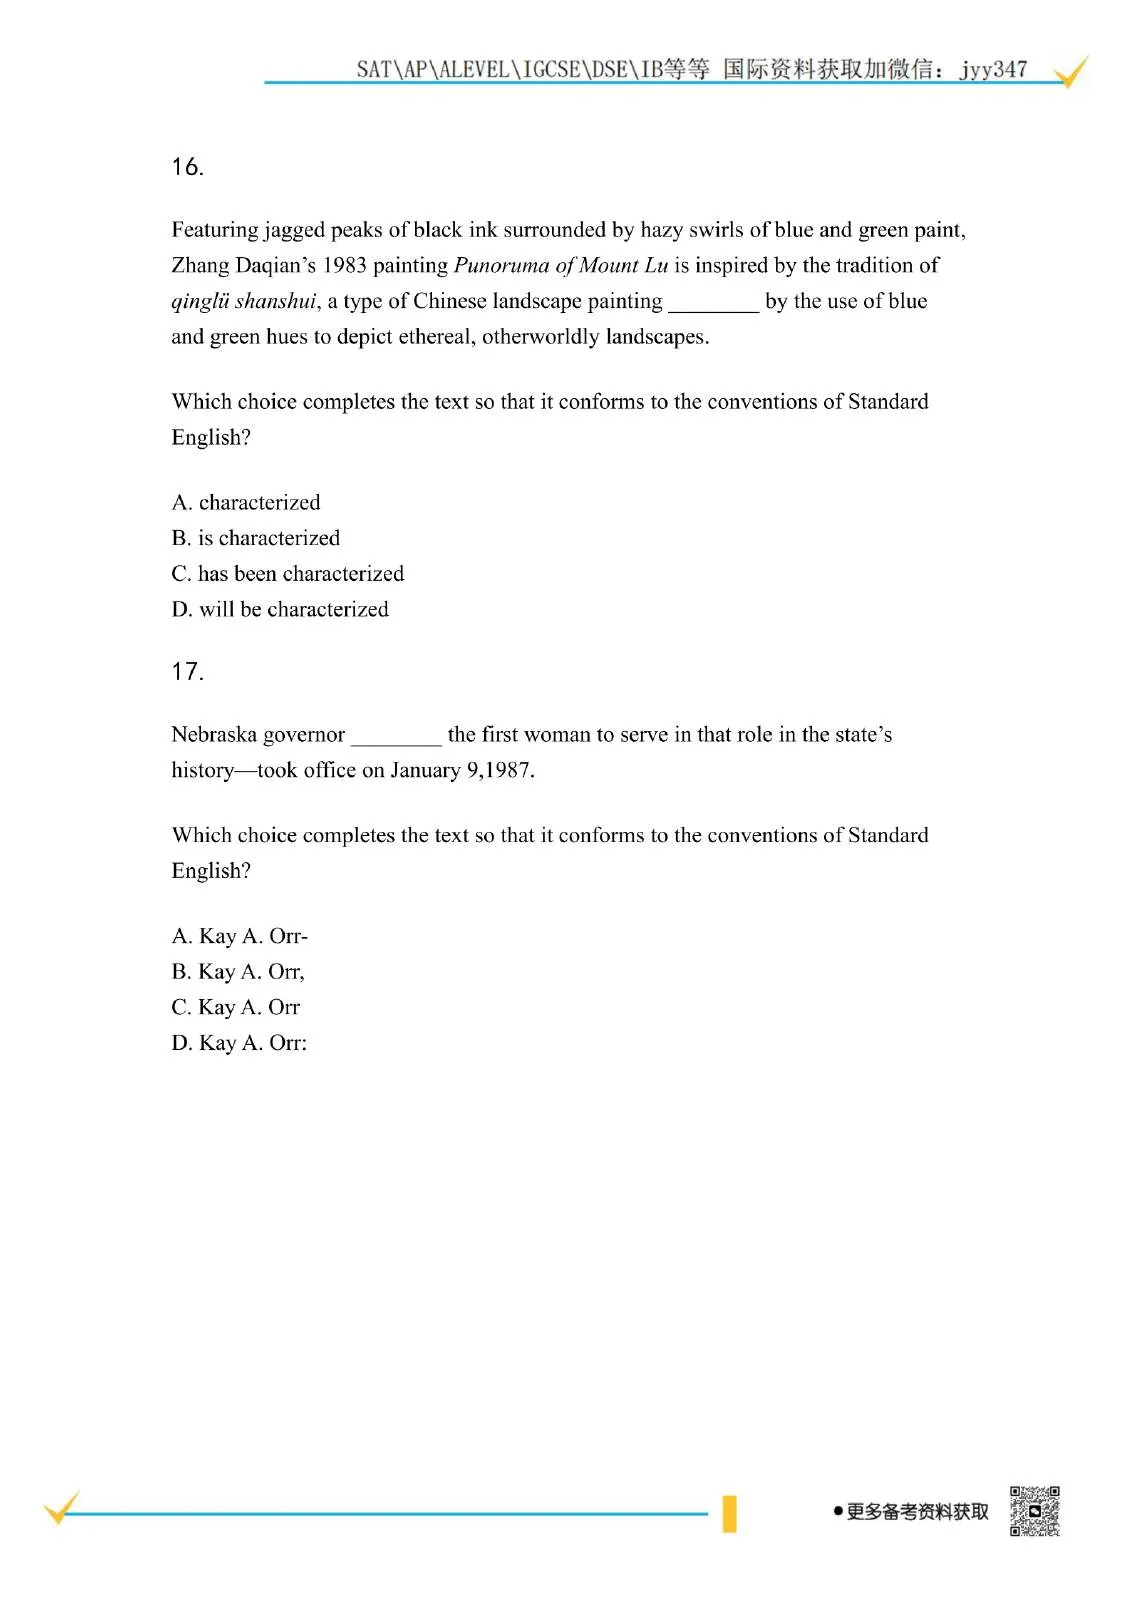 SAT\AP\ALEVEL\IGCSE\DSE\IB等等 国际资料获取加微信：jyy347
16.
Featuring jagged peaks of black ink surrounded by hazy swirls of blue and green paint,
Zhang Daqian’s 1983 painting Punoruma of Mount Lu is inspired by the tradition of
qinglü shanshui, a type of Chinese landscape painting ________ by the use of blue
and green hues to depict ethereal, otherworldly landscapes.
Which choice completes the text so that it conforms to the conventions of Standard
English?
A. characterized
B. is characterized
C. has been characterized
D. will be characterized
17.
Nebraska governor ________ the first woman to serve in that role in the state’s
history—took office on January 9,1987.
Which choice completes the text so that it conforms to the conventions of Standard
English?
A. Kay A. Orr-
B. Kay A. Orr,
C. Kay A. Orr
D. Kay A. Orr:
●更多备考资料获取